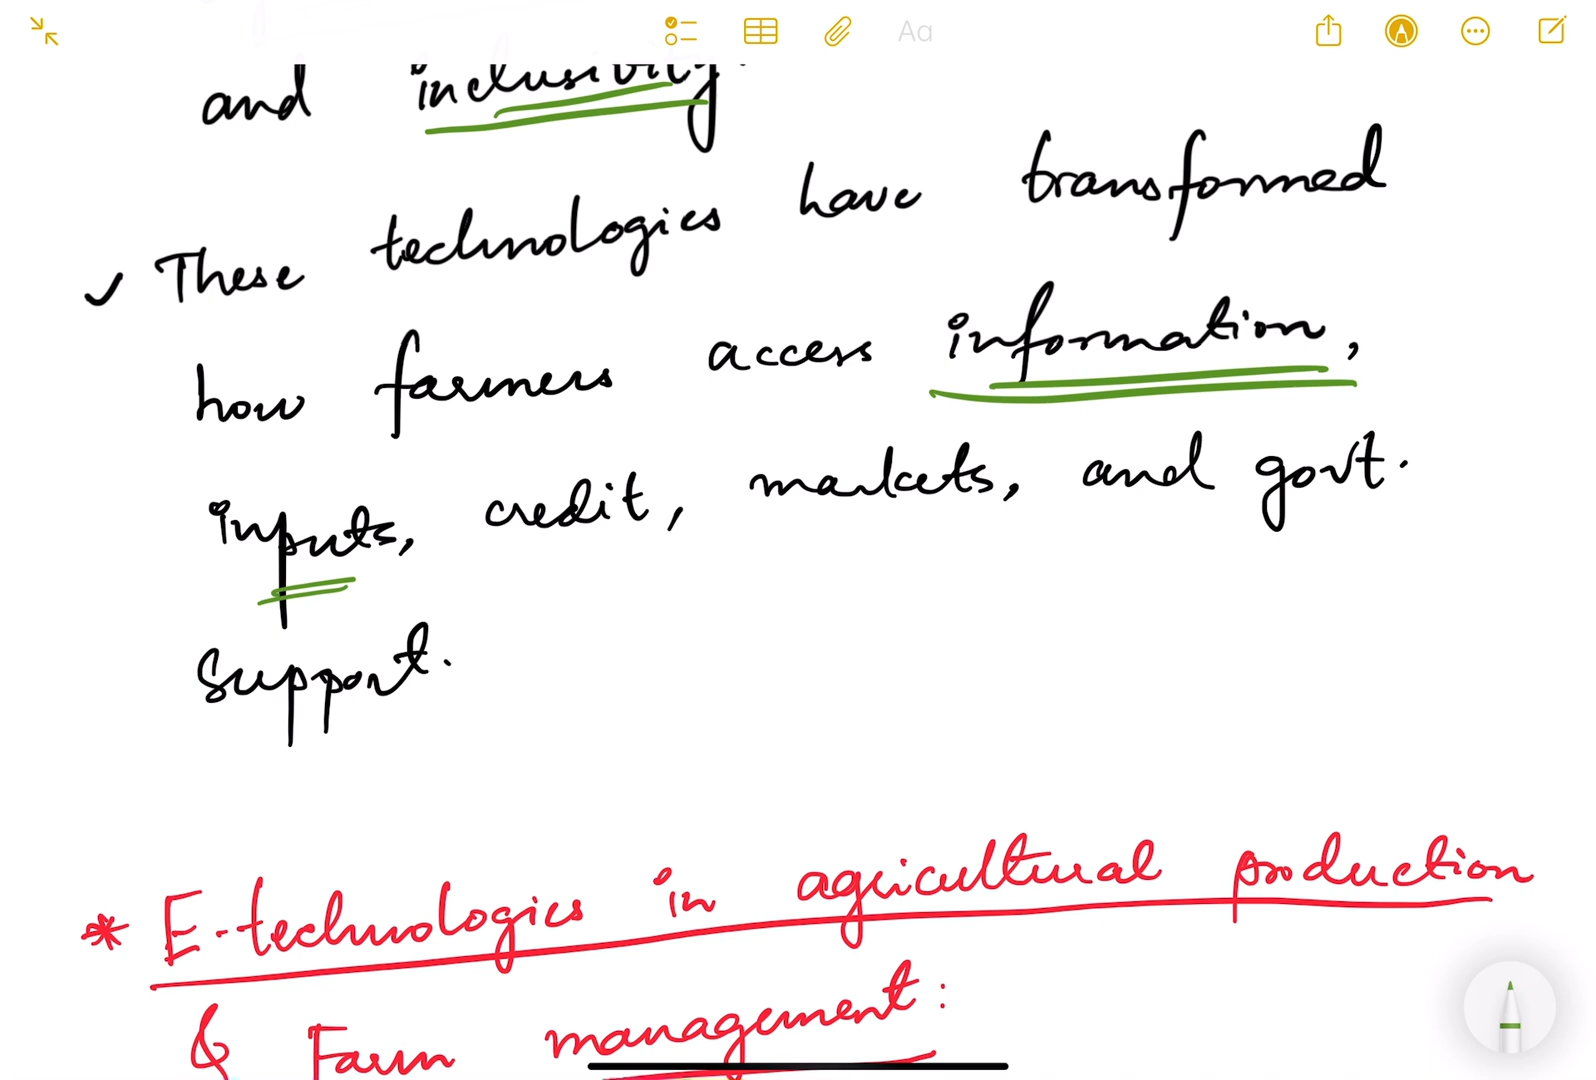 Aa
and inclusivity.
✓ These technologies have transformed
how farmers access information,
inputs, credit, markets, and govt.
support.
* E-technologies in agricultural production
& Farm management: